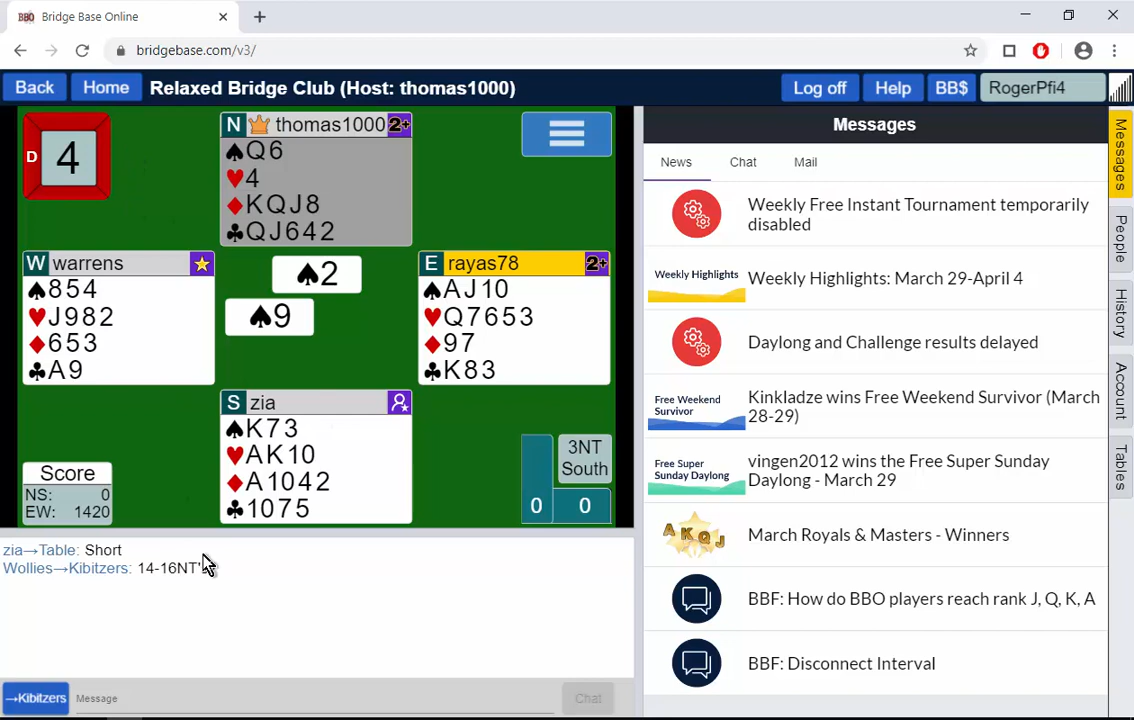 Bridge Base Online
bridgebase.com/v3/
Back
Home
Relaxed Bridge Club (Host: thomas1000)
Log off
Help
BB$
RogerPfi4
D
4
N thomas1000 2+
♠Q6
♥4
♦KQJ8
♣QJ642
W warrens
♠854
♥J982
♦653
♣A9
♠2
♠9
E rayas78 2+
♠AJ10
♥Q7653
♦97
♣K83
S zia
♠K73
♥AK10
♦A1042
♣1075
Score
NS: 0
EW: 1420
3NT
South
0
0
zia→Table: Short
Wollies→Kibitzers: 14-16NT'
→Kibitzers
Message
Chat
Messages
News
Chat
Mail
Weekly Free Instant Tournament temporarily
disabled
Weekly Highlights
Weekly Highlights: March 29-April 4
Daylong and Challenge results delayed
Free Weekend
Survivor
Kinkladze wins Free Weekend Survivor (March
28-29)
Free Super
Sunday Daylong
vingen2012 wins the Free Super Sunday
Daylong - March 29
AKQJ
March Royals & Masters - Winners
BBF: How do BBO players reach rank J, Q, K, A
BBF: Disconnect Interval
Messages
People
History
Account
Tables